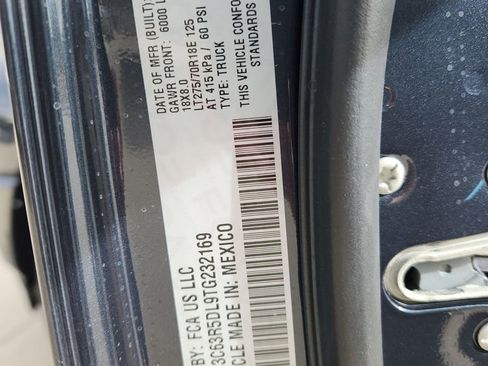 BY: FCA US LLC
DATE OF MFR (BUILT)
GAWR FRONT: 6000 L
18X8.0
LT275/70R18E 125
AT 415 kPa / 60 PSI
TYPE: TRUCK
THIS VEHICLE CONFO
STANDARDS
3C63R5DL9TG232169
CLE MADE IN: MEXICO